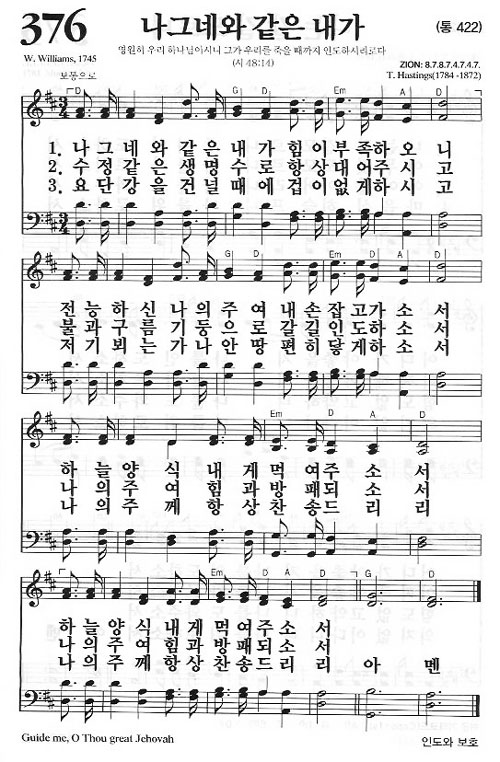 376
나그네와 같은 내가
(통 422)
영원히 우리 하나님이시니 그가 우리를 죽을 때까지 인도하시리로다
(시 48:14)
W. Williams, 1745
보통으로
ZION: 8.7.8.7.4.7.4.7.
T. Hastings(1784-1872)
D G D Em D A D
1. 나 그 네 와 같 은 내 가 힘 이 부 족 하 오 니
2. 수 정 같 은 생 명 수 로 항 상 대 어 주 시 고
3. 요 단 강 을 건 널 때 에 겁 이 없 게 하 시 고
G D Em D A D
전 능 하 신 나 의 주 여 내 손 잡 고 가 소 서
불 과 구 름 기 둥 으 로 갈 길 인 도 하 소 서
저 기 뵈 는 가 나 안 땅 편 히 닿 게 하 소 서
Em D A D
하 늘 양 식 내 게 먹 여 주 소 서
나 의 주 여 힘 과 방 패 되 소 서
나 의 주 께 항 상 찬 송 드 리 리
D Em D A D G D
하 늘 양 식 내 게 먹 여 주 소 서
나 의 주 여 힘 과 방 패 되 소 서
나 의 주 께 항 상 찬 송 드 리 리 아 멘
Guide me, O Thou great Jehovah
인도와 보호